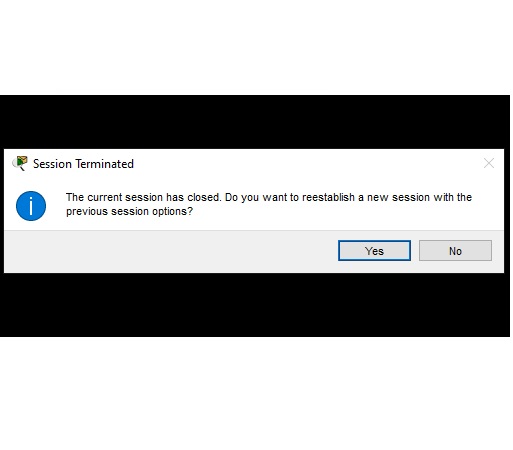 Session Terminated
The current session has closed. Do you want to reestablish a new session with the
previous session options?
Yes
No